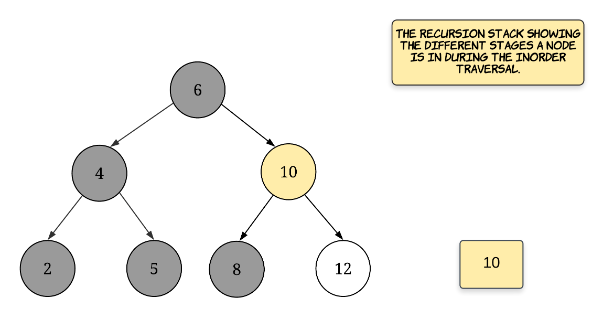 THE RECURSION STACK SHOWING
THE DIFFERENT STAGES A NODE
IS IN DURING THE INORDER
TRAVERSAL.
6
4
10
2
5
8
12
10